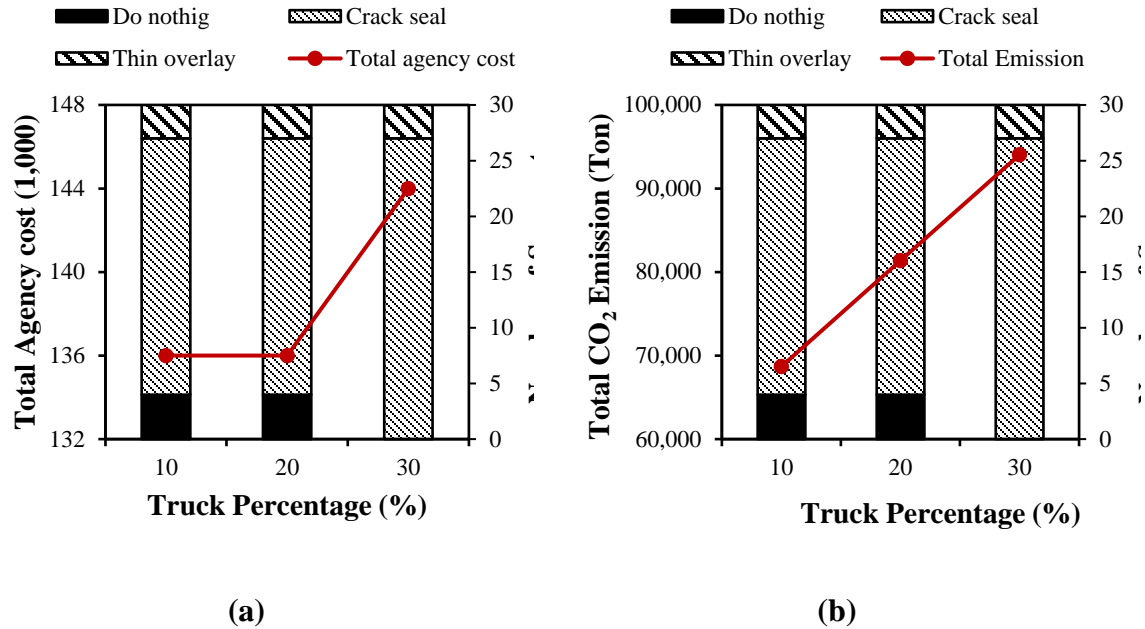 Do nothig
Crack seal
Thin overlay
Total agency cost
148
144
140
136
132
Total Agency cost (1,000)
30
25
20
15
10
5
0
10 20 30
Truck Percentage (%)
(a)
Do nothig
Crack seal
Thin overlay
Total Emission
100,000
90,000
80,000
70,000
60,000
Total CO2 Emission (Ton)
30
25
20
15
10
5
0
10 20 30
Truck Percentage (%)
(b)